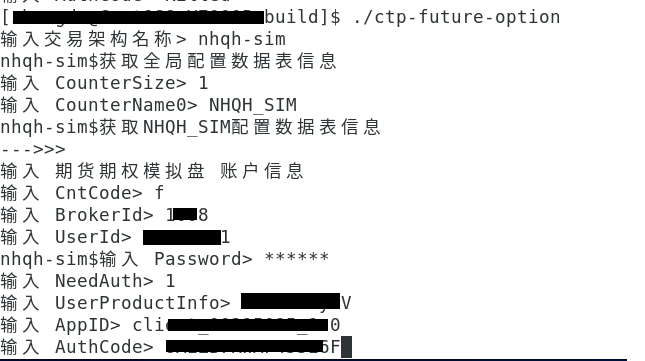 build]$ ./ctp-future-option
输入交易架构名称> nhqh-sim
nhqh-sim$获取全局配置数据表信息
输入 CounterSize> 1
输入 CounterName0> NHQH_SIM
nhqh-sim$获取NHQH_SIM配置数据表信息
--->>>
输入 期货期权模拟盘 账户信息
输入 CntCode> f
输入 BrokerId>
输入 UserId>
nhqh-sim$输入 Password> ******
输入 NeedAuth> 1
输入 UserProductInfo>
输入 AppID>
输入 AuthCode>